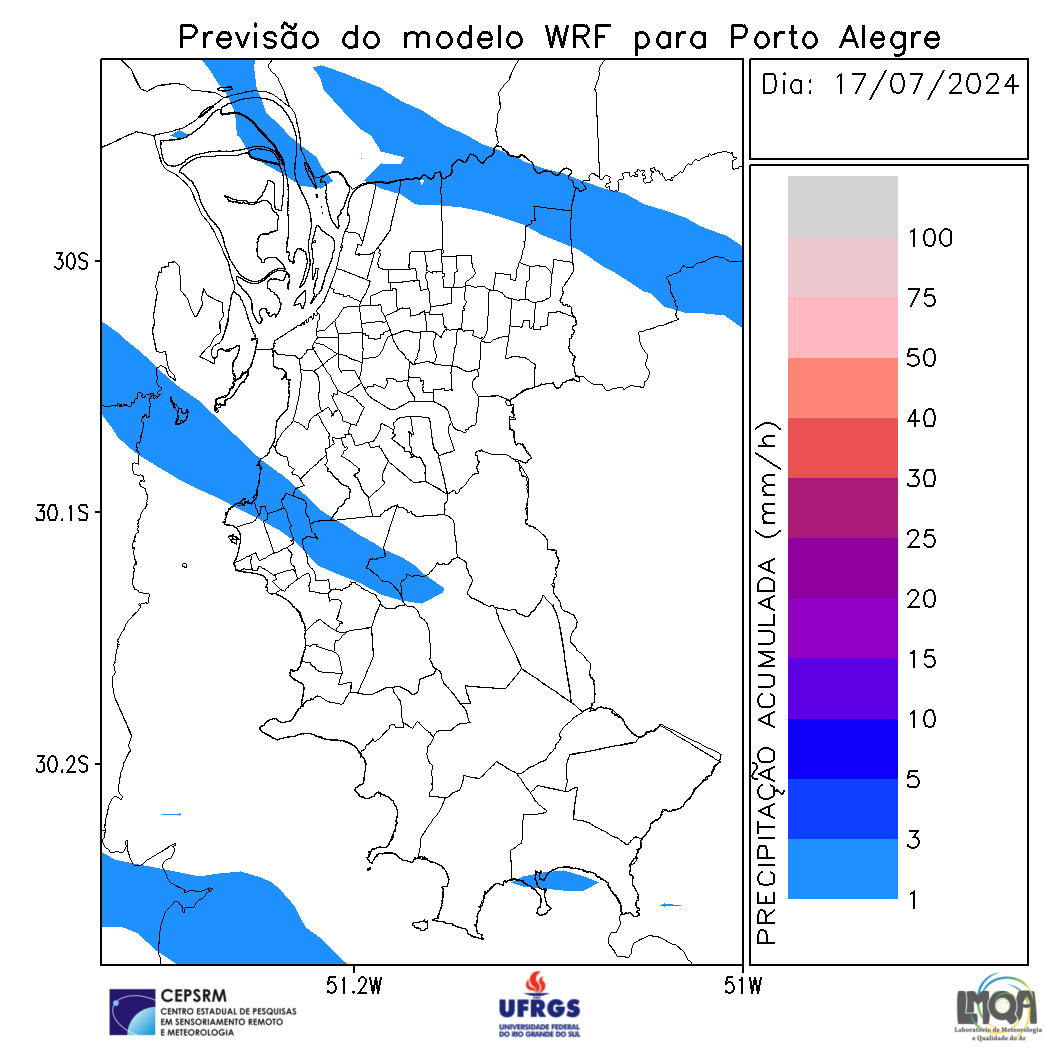 Previsão do modelo WRF para Porto Alegre
Dia: 17/07/2024
30S
30.1S
30.2S
51.2W
51W
PRECIPITAÇÃO ACUMULADA (mm/h)
100
75
50
40
30
25
20
15
10
5
3
1
CEPSRM
CENTRO ESTADUAL DE PESQUISAS
EM SENSORIAMENTO REMOTO
E METEOROLOGIA
UFRGS
UNIVERSIDADE FEDERAL
DO RIO GRANDE DO SUL
LMQA
Laboratório de Meteorologia
e Qualidade do Ar